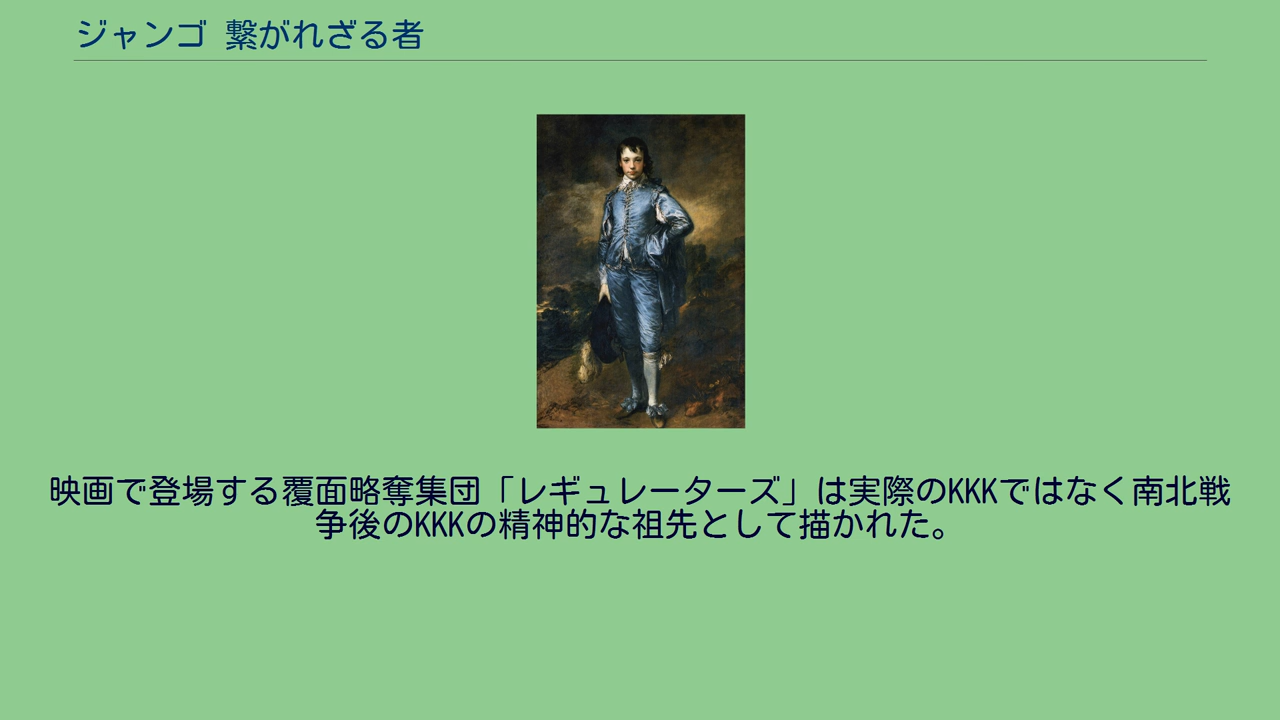 ジャンゴ 繋がれざる者
映画で登場する覆面略奪集団「レギュレーターズ」は実際のKKKではなく南北戦
争後のKKKの精神的な祖先として描かれた。